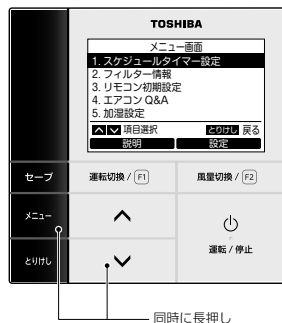 TOSHIBA
メニュー画面
1. スケジュールタイマー設定
2. フィルター情報
3. リモコン初期設定
4. エアコン Q&A
5. 加湿設定
項目選択 とりけし 戻る
説明 設定
セーブ 運転切換 / F1 風量切換 / F2
メニュー
とりけし 運転 / 停止
同時に長押し